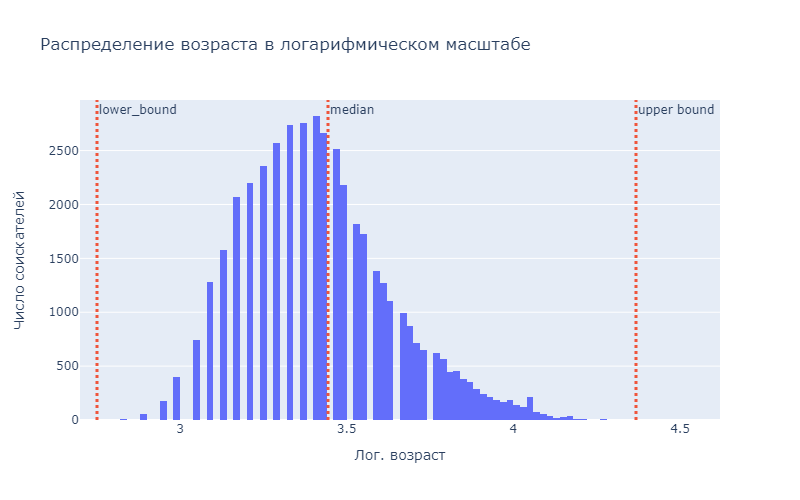 Распределение возраста в логарифмическом масштабе
lower_bound
median
upper bound
2500
2000
1500
1000
500
0
Число соискателей
3
3.5
4
4.5
Лог. возраст